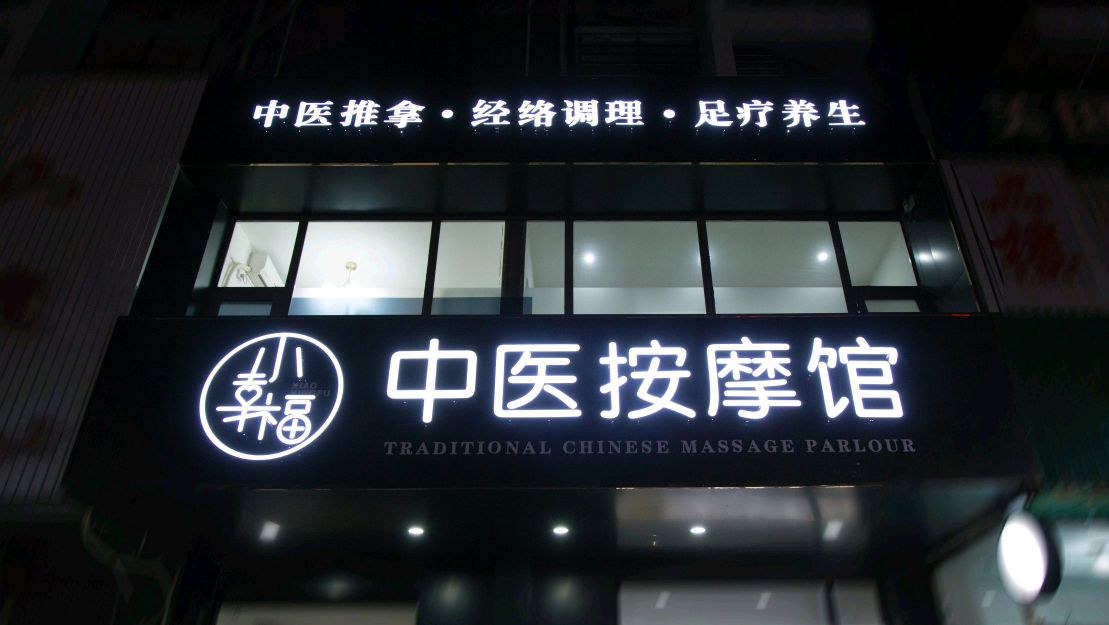 中医推拿·经络调理·足疗养生
小幸福
XIAO
XINGFU
中医按摩馆
TRADITIONAL CHINESE MASSAGE PARLOUR